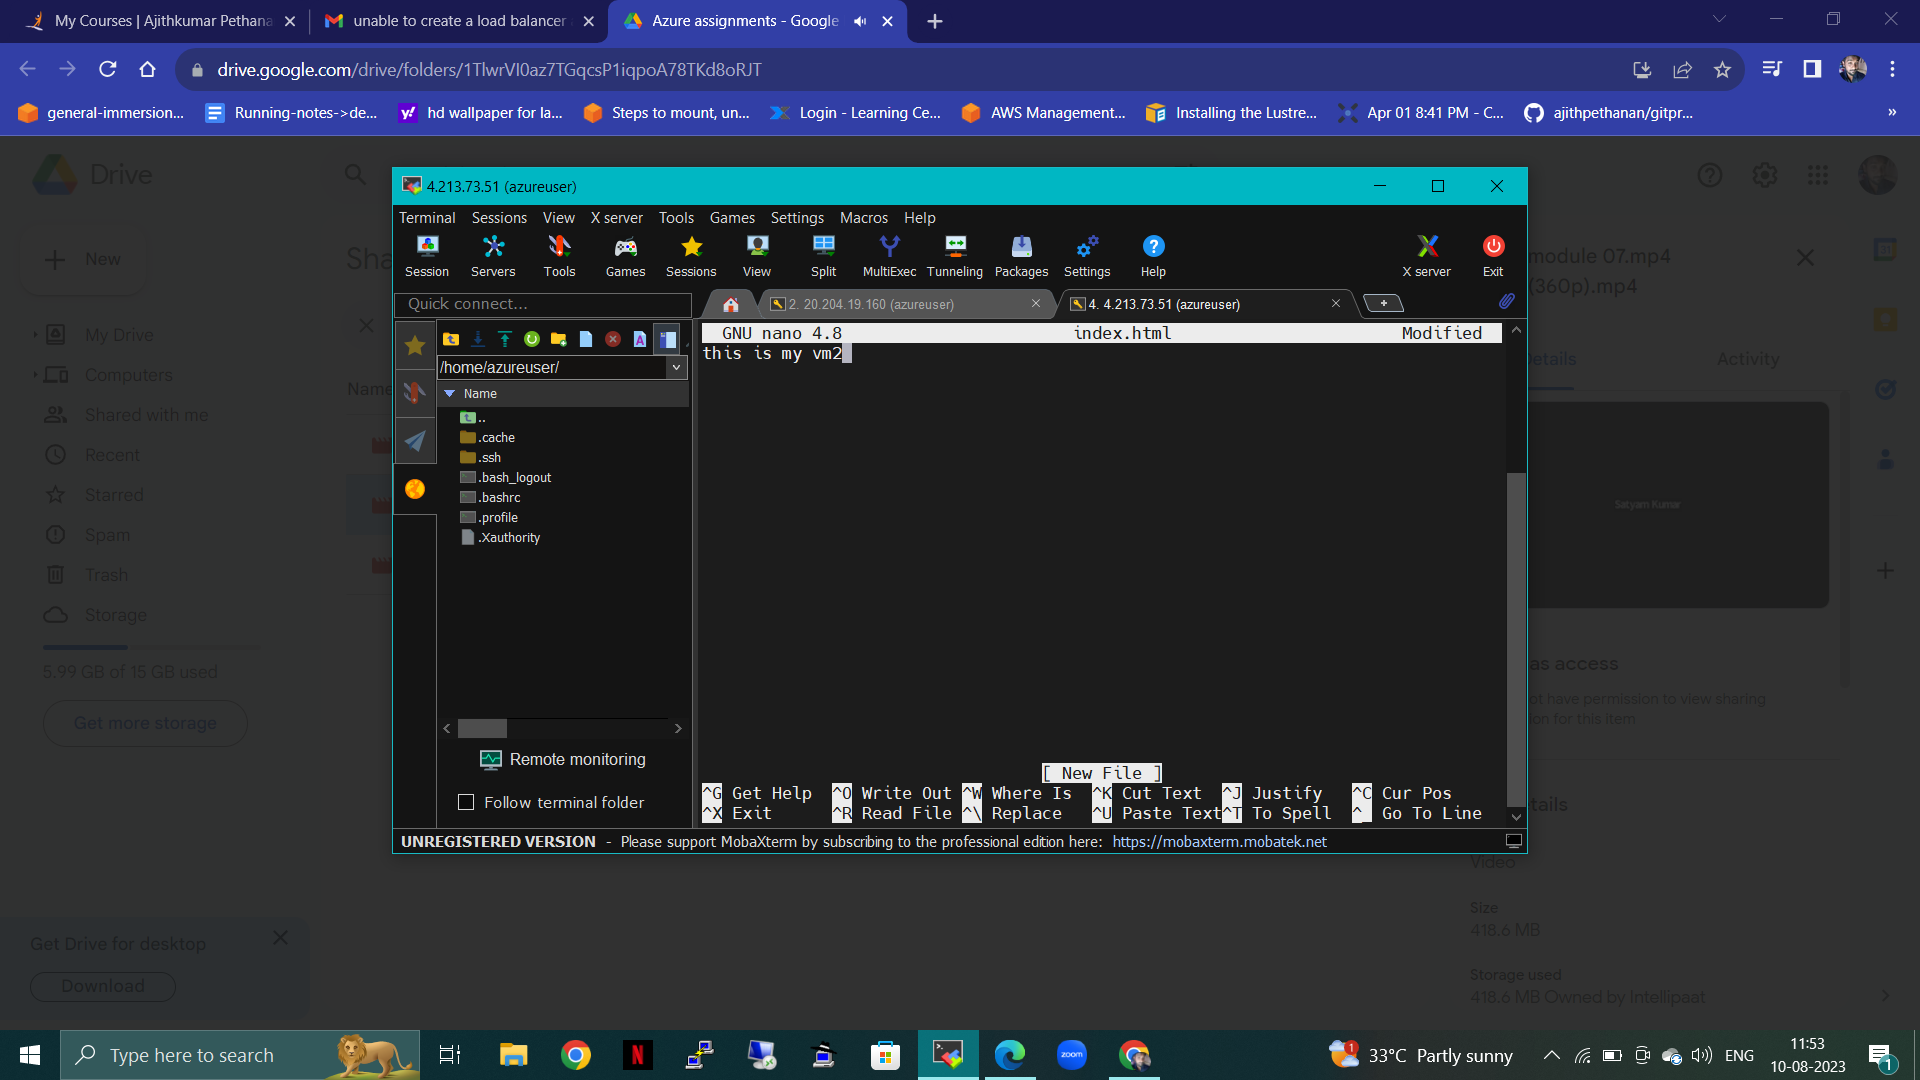 My Courses | Ajithkumar Pethana
unable to create a load balancer
Azure assignments - Google
drive.google.com/drive/folders/1TlwrVI0az7TGqcsP1iqpoA78TKd8oRJT
general-immersion...
Running-notes->de...
hd wallpaper for la...
Steps to mount, un...
Login - Learning Ce...
AWS Management...
Installing the Lustre...
Apr 01 8:41 PM - C...
ajithpethanan/gitpr...
»
Drive
New
My Drive
Computers
Shared with me
Recent
Starred
Spam
Trash
Storage
5.99 GB of 15 GB used
Get more storage
Get Drive for desktop
Download
Sha
Name
4.213.73.51 (azureuser)
Terminal Sessions View X server Tools Games Settings Macros Help
Session Servers Tools Games Sessions View Split MultiExec Tunneling Packages Settings Help X server Exit
Quick connect...
2. 20.204.19.160 (azureuser)
4. 4.213.73.51 (azureuser)
/home/azureuser/
Name
..
.cache
.ssh
.bash_logout
.bashrc
.profile
.Xauthority
Remote monitoring
Follow terminal folder
GNU nano 4.8 index.html Modified
this is my vm2
[ New File ]
^G Get Help ^O Write Out ^W Where Is ^K Cut Text ^J Justify ^C Cur Pos
^X Exit ^R Read File ^\ Replace ^U Paste Text ^T To Spell ^_ Go To Line
UNREGISTERED VERSION - Please support MobaXterm by subscribing to the professional edition here: https://mobaxterm.mobatek.net
module 07.mp4
(360p).mp4
Details
Activity
Satyam Kumar
as access
ot have permission to view sharing
ion for this item
etails
Video
Size
418.6 MB
Storage used
418.6 MB Owned by Intellipaat
Type here to search
zoom
33°C Partly sunny
ENG
11:53
10-08-2023
1